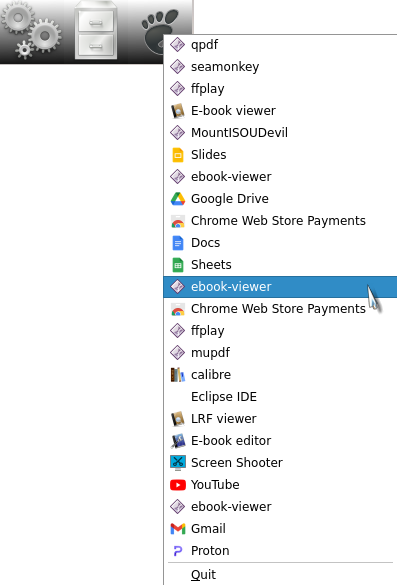 qpdf
seamonkey
ffplay
E-book viewer
MountISOUDevil
Slides
ebook-viewer
Google Drive
Chrome Web Store Payments
Docs
Sheets
ebook-viewer
Chrome Web Store Payments
ffplay
mupdf
calibre
Eclipse IDE
LRF viewer
E-book editor
Screen Shooter
YouTube
ebook-viewer
Gmail
Proton
Quit